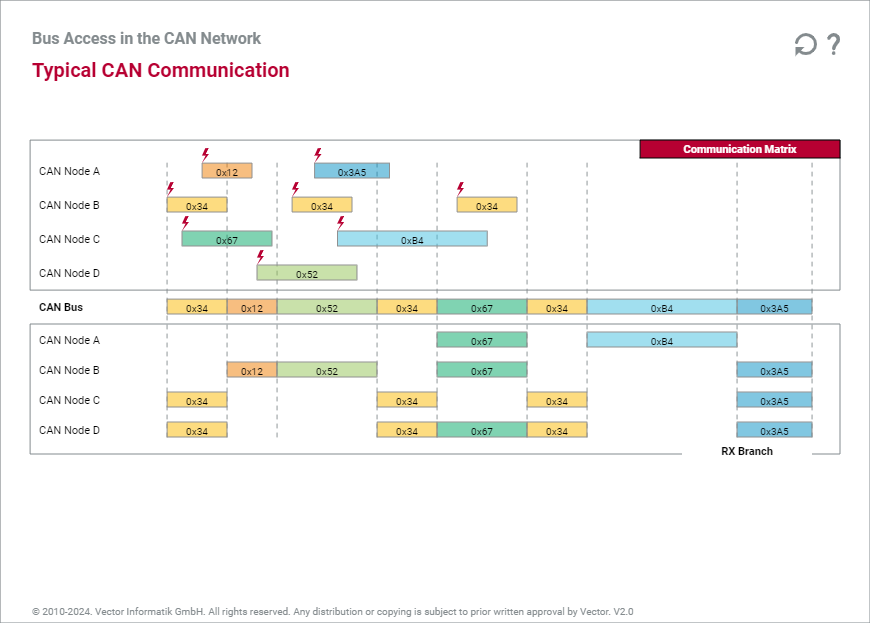 Bus Access in the CAN Network
?
Typical CAN Communication
Communication Matrix
CAN Node A 0x12 0x3A5
CAN Node B 0x34 0x34 0x34
CAN Node C 0x67 0xB4
CAN Node D 0x52
CAN Bus 0x34 0x12 0x52 0x34 0x67 0x34 0xB4 0x3A5
CAN Node A 0x67 0xB4
CAN Node B 0x12 0x52 0x67 0x3A5
CAN Node C 0x34 0x34 0x34 0x3A5
CAN Node D 0x34 0x34 0x67 0x34 0x3A5
RX Branch
© 2010-2024. Vector Informatik GmbH. All rights reserved. Any distribution or copying is subject to prior written approval by Vector. V2.0